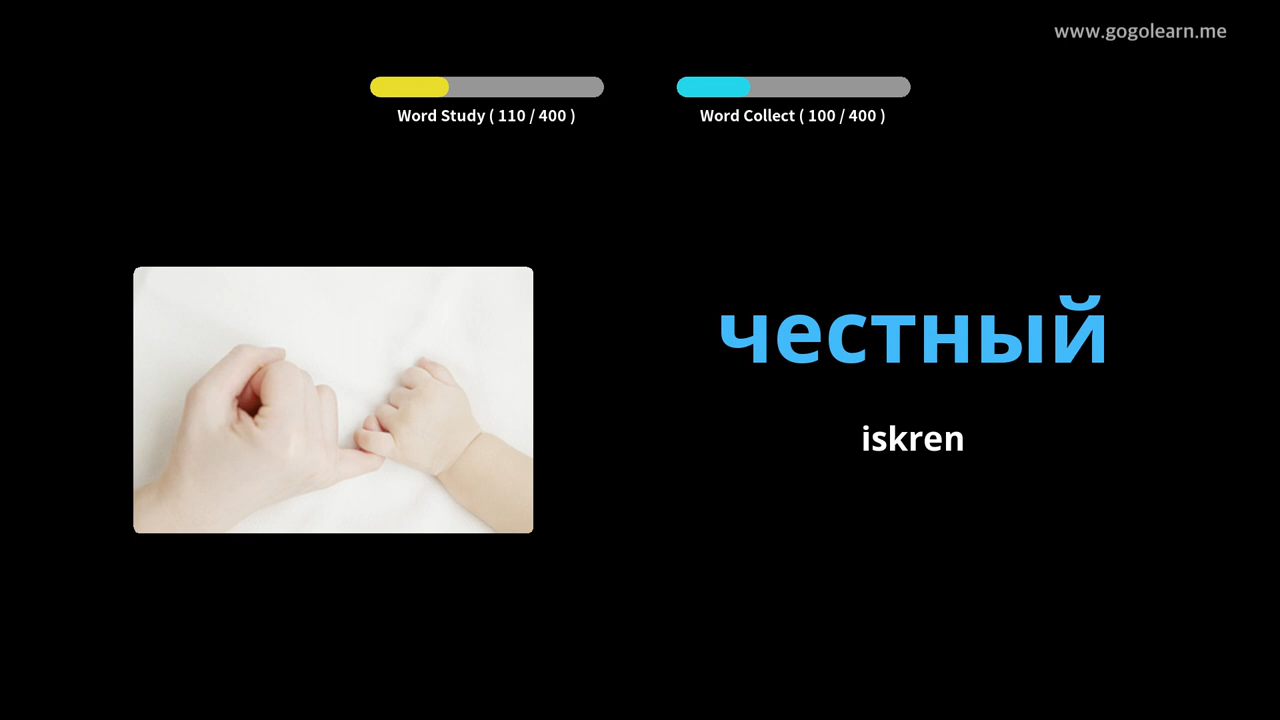 www.gogolearn.me
Word Study ( 110 / 400 )
Word Collect ( 100 / 400 )
честный
iskren